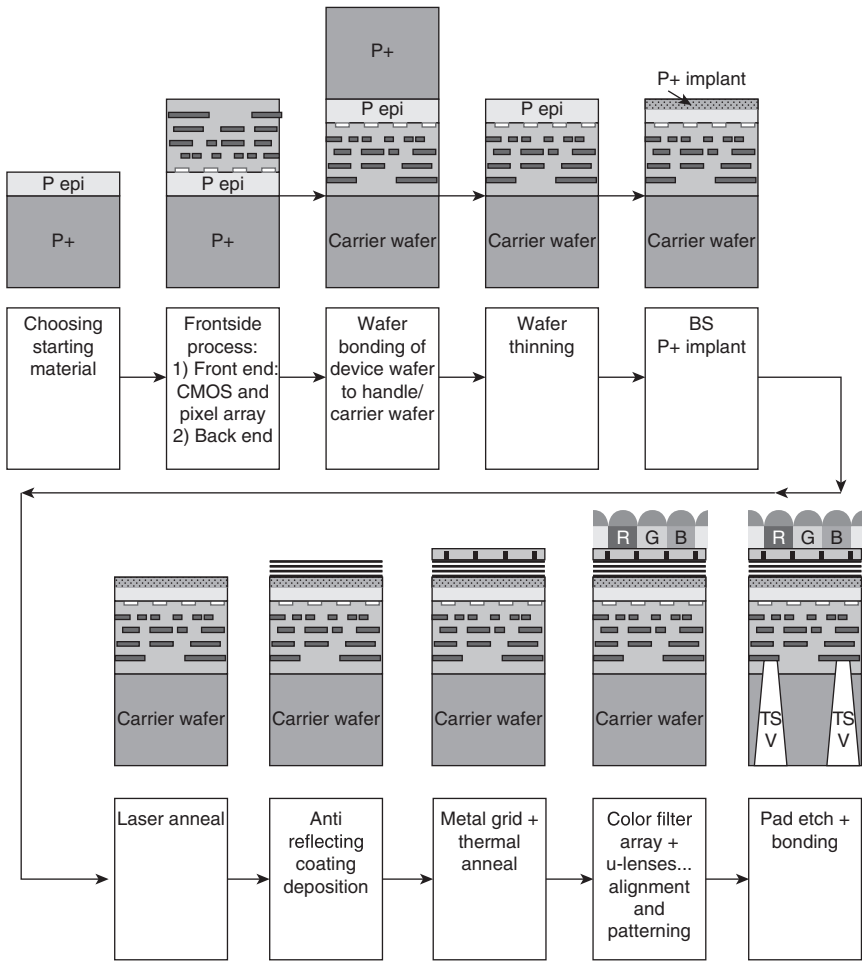 P+
P+ implant
P epi
P epi
P epi
P epi
P+
P+
Carrier wafer
Carrier wafer
Carrier wafer
Choosing
starting
material
Frontside
process:
1) Front end:
CMOS and
pixel array
2) Back end
Wafer
bonding of
device wafer
to handle/
carrier wafer
Wafer
thinning
BS
P+ implant
R G B
R G B
Carrier wafer
Carrier wafer
Carrier wafer
Carrier wafer
TS
V
TS
V
Laser anneal
Anti
reflecting
coating
deposition
Metal grid +
thermal
anneal
Color filter
array +
u-lenses...
alignment
and
patterning
Pad etch +
bonding